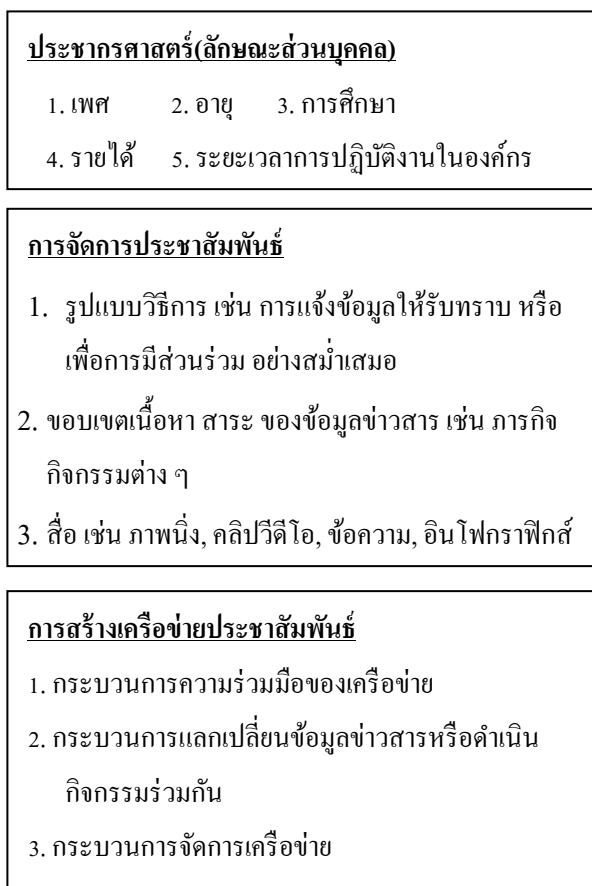 ประชากรศาสตร์(ลักษณะส่วนบุคคล)
1. เพศ 2. อายุ 3. การศึกษา
4. รายได้ 5. ระยะเวลาการปฏิบัติงานในองค์กร
การจัดการประชาสัมพันธ์
1. รูปแบบวิธีการ เช่น การแจ้งข้อมูลให้รับทราบ หรือ
เพื่อการมีส่วนร่วม อย่างสม่ำเสมอ
2. ขอบเขตเนื้อหา สาระ ของข้อมูลข่าวสาร เช่น ภารกิจ
กิจกรรมต่าง ๆ
3. สื่อ เช่น ภาพนิ่ง, คลิปวีดีโอ, ข้อความ, อินโฟกราฟิกส์
การสร้างเครือข่ายประชาสัมพันธ์
1. กระบวนการความร่วมมือของเครือข่าย
2. กระบวนการแลกเปลี่ยนข้อมูลข่าวสารหรือดำเนิน
กิจกรรมร่วมกัน
3. กระบวนการจัดการเครือข่าย